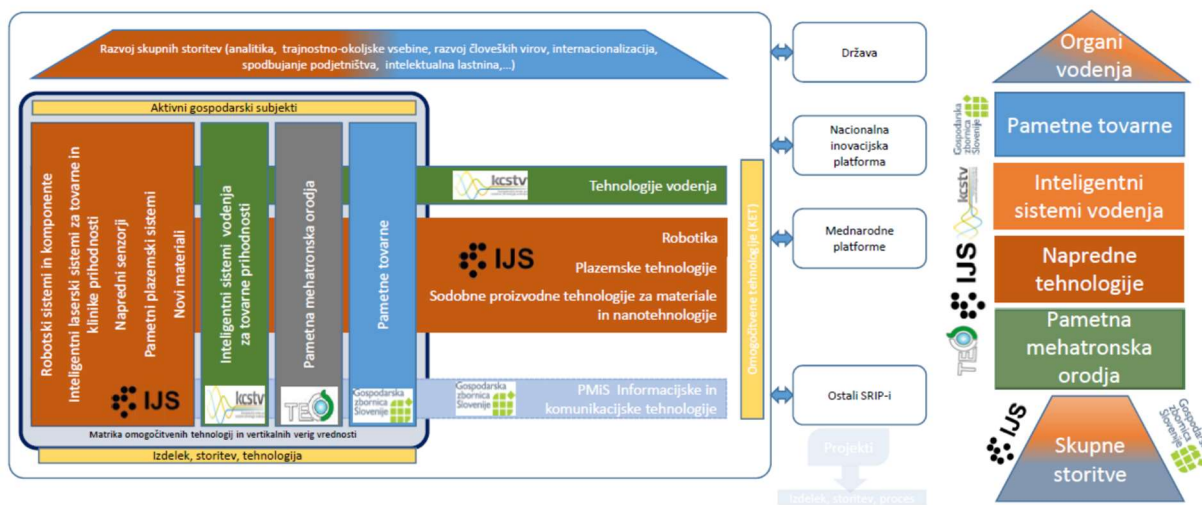 Razvoj skupnih storitev (analitika, trajnostno-okoljske vsebine, razvoj človeških virov, internacionalizacija,
spodbujanje podjetništva, intelektualna lastnina,...)
Aktivni gospodarski subjekti
Robotski sistemi in komponente
Inteligentni laserski sistemi za tovarne in
klinike prihodnosti
Napredni senzorji
Pametni plazemski sistemi
Novi materiali
IJS
Inteligentni sistemi vodenja
za tovarne prihodnosti
kcstv
Pametna mehatronska orodja
TECOS
Pametne tovarne
Gospodarska
zbornica
Slovenije
Matrika omogočitvenih tehnologij in vertikalnih verig vrednosti
Izdelek, storitev, tehnologija
kcstv
Tehnologije vodenja
IJS
Robotika
Plazemske tehnologije
Sodobne proizvodne tehnologije za materiale
in nanotehnologije
Gospodarska
zbornica
Slovenije
PMiS Informacijske in
komunikacijske tehnologije
Omogočitvene tehnologije (KET)
Država
Nacionalna
inovacijska
platforma
Mednarodne
platforme
Ostali SRIP-i
Projekti
Izdelek, storitev, proces
Organi
vodenja
Gospodarska
zbornica
Slovenije
Pametne tovarne
kcstv
Inteligentni
sistemi vodenja
IJS
Napredne
tehnologije
Pametna
mehatronska
orodja
IJS
Skupne
storitve
Gospodarska
zbornica
Slovenije